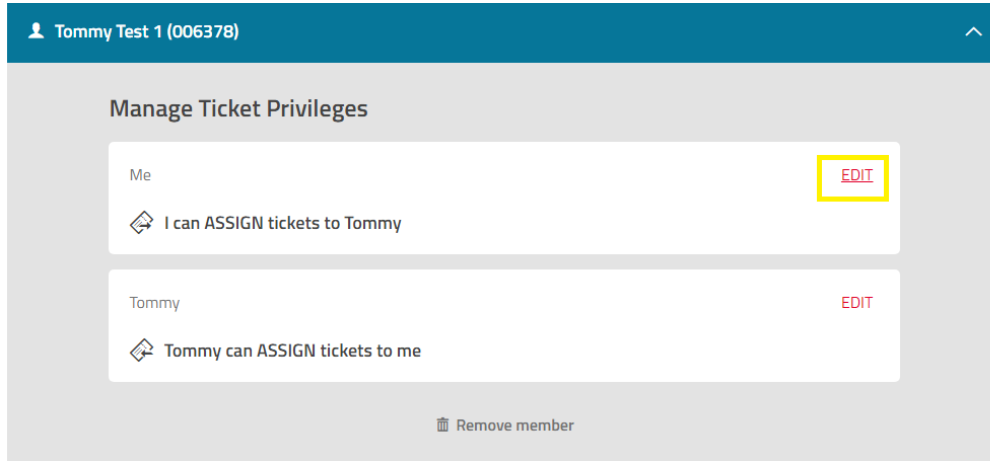 Tommy Test 1 (006378)
Manage Ticket Privileges
Me
EDIT
I can ASSIGN tickets to Tommy
Tommy
EDIT
Tommy can ASSIGN tickets to me
Remove member